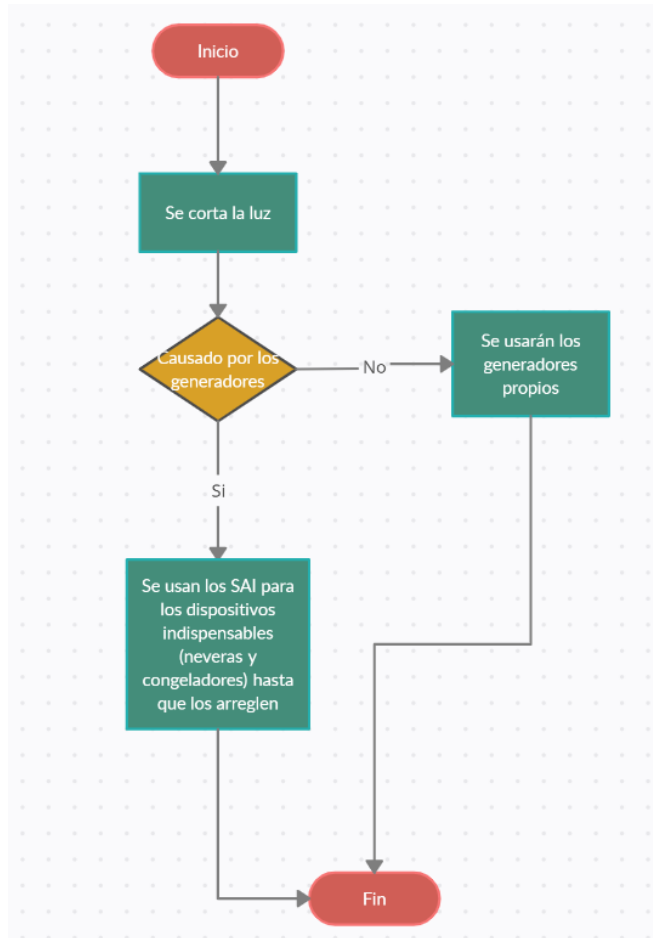 Inicio
Se corta la luz
Causado por los
generadores
No
Se usarán los
generadores
propios
Si
Se usan los SAI para
los dispositivos
indispensables
(neveras y
congeladores) hasta
que los arreglen
Fin